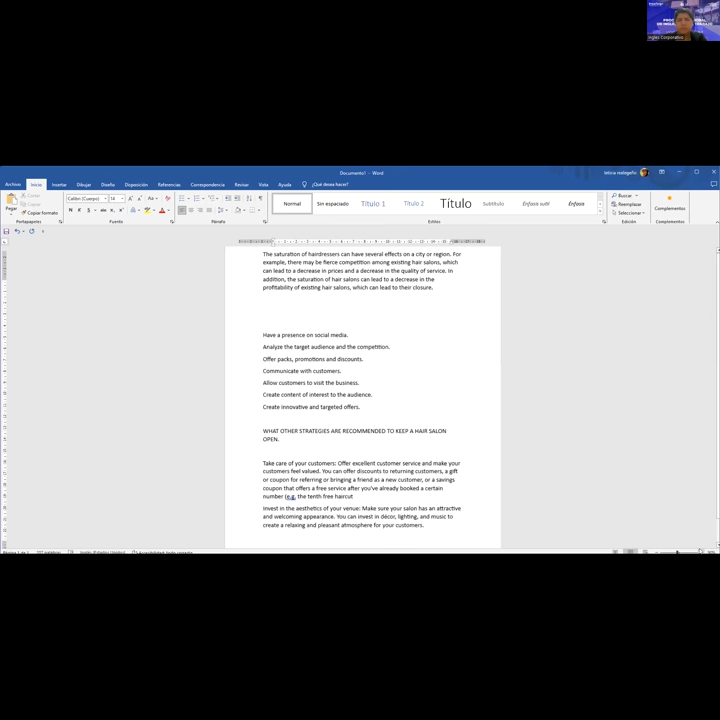 Inglés Corporativo
Documento1 - Word
leticia reategui
Archivo Inicio Insertar Dibujar Diseño Disposición Referencias Correspondencia Revisar Vista Ayuda ¿Qué desea hacer?
Pegar
Cortar
Copiar
Copiar formato
Portapapeles
Calibri (Cuerpo) 14
Fuente
Párrafo
Normal Sin espaciado Título 1 Título 2 Título Subtítulo Énfasis sutil Énfasis
Estilos
Buscar
Reemplazar
Seleccionar
Edición
Complementos
Complementos
The saturation of hairdressers can have several effects on a city or region. For
example, there may be fierce competition among existing hair salons, which
can lead to a decrease in prices and a decrease in the quality of service. In
addition, the saturation of hair salons can lead to a decrease in the
profitability of existing hair salons, which can lead to their closure.
Have a presence on social media.
Analyze the target audience and the competition.
Offer packs, promotions and discounts.
Communicate with customers.
Allow customers to visit the business.
Create content of interest to the audience.
Create innovative and targeted offers.
WHAT OTHER STRATEGIES ARE RECOMMENDED TO KEEP A HAIR SALON
OPEN.
Take care of your customers: Offer excellent customer service and make your
customers feel valued. You can offer discounts to returning customers, a gift
or coupon for referring or bringing a friend as a new customer, or a savings
coupon that offers a free service after you've already booked a certain
number (e.g. the tenth free haircut
Invest in the aesthetics of your venue: Make sure your salon has an attractive
and welcoming appearance. You can invest in décor, lighting, and music to
create a relaxing and pleasant atmosphere for your customers.